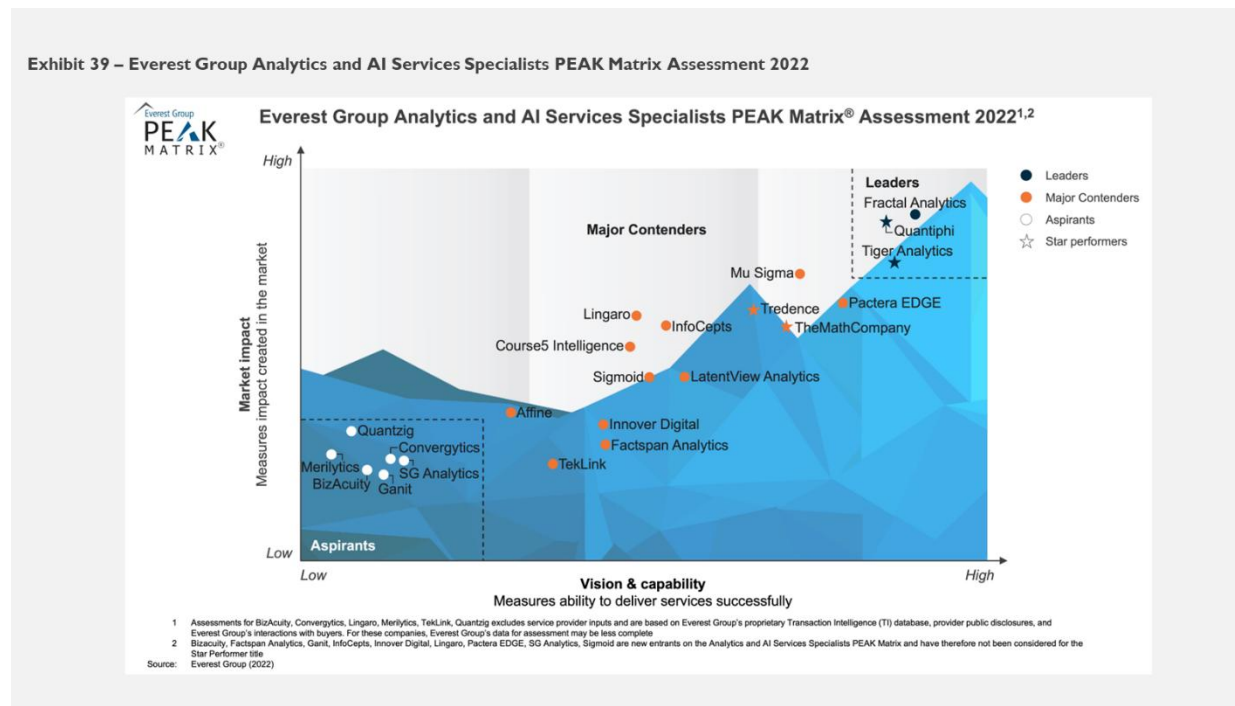 Exhibit 39 – Everest Group Analytics and AI Services Specialists PEAK Matrix Assessment 2022
Everest Group
PEAK
MATRIX®
Everest Group Analytics and AI Services Specialists PEAK Matrix® Assessment 2022¹,²
High
Market impact
Measures impact created in the market
Low
Leaders
Fractal Analytics
Quantiphi
Tiger Analytics
Major Contenders
Mu Sigma
Pactera EDGE
Tredence
TheMathCompany
Lingaro
InfoCepts
Course5 Intelligence
Sigmoid
LatentView Analytics
Affine
Innover Digital
Factspan Analytics
TekLink
Quantzig
Convergytics
Merilytics
SG Analytics
BizAcuity
Ganit
Aspirants
Leaders
Major Contenders
Aspirants
Star performers
Low
High
Vision & capability
Measures ability to deliver services successfully
1 Assessments for BizAcuity, Convergytics, Lingaro, Merilytics, TekLink, Quantzig excludes service provider inputs and are based on Everest Group's proprietary Transaction Intelligence (TI) database, provider public disclosures, and
Everest Group's interactions with buyers. For these companies, Everest Group's data for assessment may be less complete
2 Bizacuity, Factspan Analytics, Ganit, InfoCepts, Innover Digital, Lingaro, Pactera EDGE, SG Analytics, Sigmoid are new entrants on the Analytics and AI Services Specialists PEAK Matrix and have therefore not been considered for the
Star Performer title
Source: Everest Group (2022)